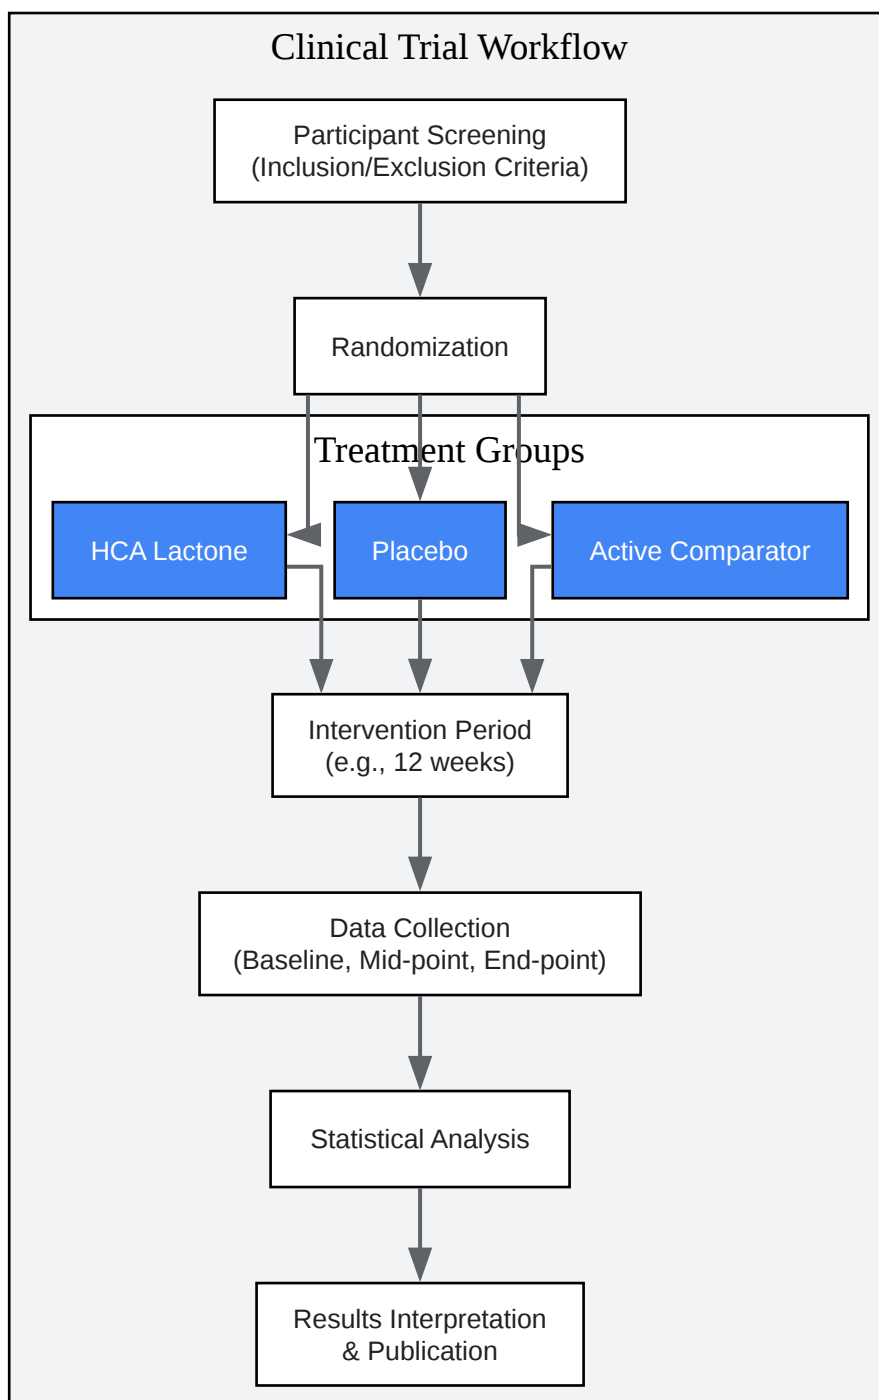 Clinical Trial Workflow
Participant Screening
(Inclusion/Exclusion Criteria)
Randomization
Treatment Groups
HCA Lactone
Placebo
Active Comparator
Intervention Period
(e.g., 12 weeks)
Data Collection
(Baseline, Mid-point, End-point)
Statistical Analysis
Results Interpretation
& Publication